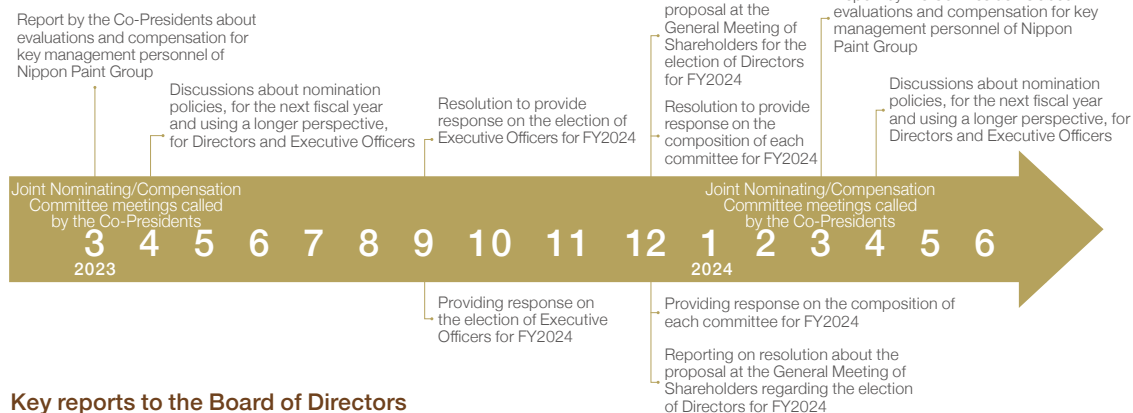 Report by the Co-Presidents about
evaluations and compensation for
key management personnel of
Nippon Paint Group
Discussions about nomination
policies, for the next fiscal year
and using a longer perspective,
for Directors and Executive Officers
Resolution to provide
response on the election of
Executive Officers for FY2024
proposal at the
General Meeting of
Shareholders for the
election of Directors
for FY2024
Resolution to provide
response on the
composition of each
committee for FY2024
evaluations and compensation for key
management personnel of Nippon
Paint Group
Discussions about nomination
policies, for the next fiscal year
and using a longer perspective, for
Directors and Executive Officers
Joint Nominating/Compensation
Committee meetings called
by the Co-Presidents
Joint Nominating/Compensation
Committee meetings called
by the Co-Presidents
3 4 5 6 7 8 9 10 11 12 1 2 3 4 5 6
2023 2024
Providing response on
the election of Executive
Officers for FY2024
Providing response on the composition of
each committee for FY2024
Reporting on resolution about the
proposal at the General Meeting of
Shareholders regarding the election
of Directors for FY2024
Key reports to the Board of Directors